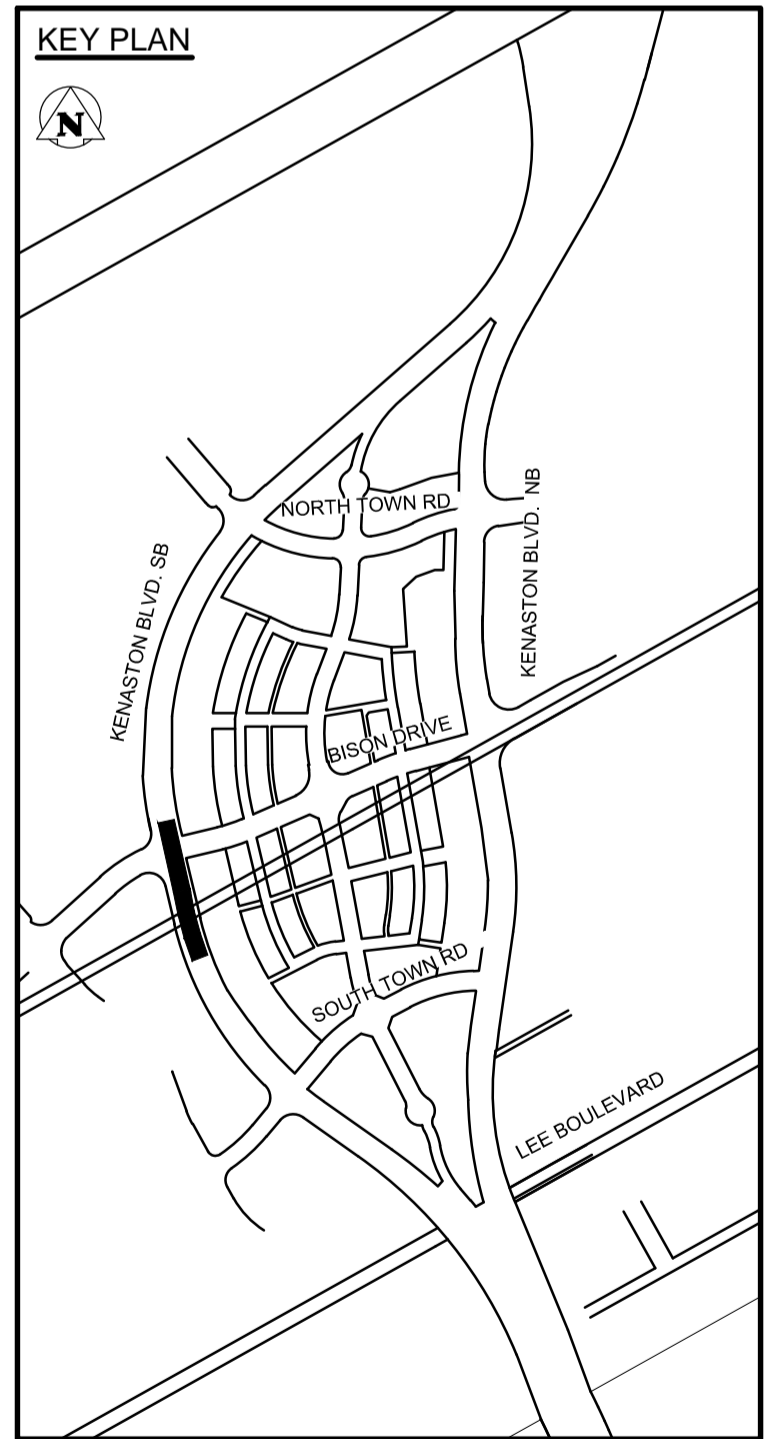 KEY PLAN
N
NORTH TOWN RD
KENASTON BLVD. NB
KENASTON BLVD. SB
BISON DRIVE
SOUTH TOWN RD
LEE BOULEVARD